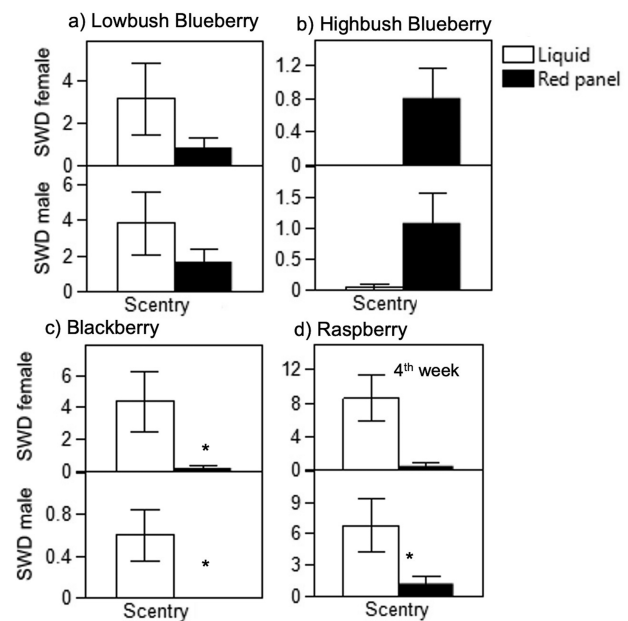 a) Lowbush Blueberry
SWD female
4
2
0
SWD male
6
4
2
0
Scentry
b) Highbush Blueberry
1.2
0.8
0.4
0
1.5
1.0
0.5
0
Scentry
Liquid
Red panel
c) Blackberry
SWD female
6
4
2
0
*
SWD male
0.8
0.4
0
*
Scentry
d) Raspberry
4th week
12
8
4
0
9
6
3
0
*
Scentry